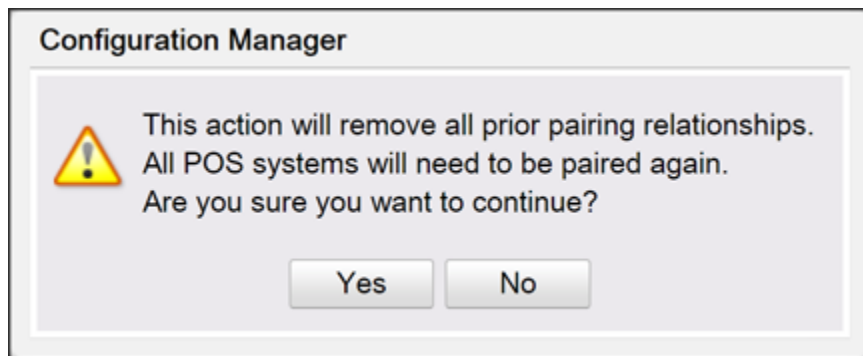 Configuration Manager
This action will remove all prior pairing relationships.
All POS systems will need to be paired again.
Are you sure you want to continue?
Yes
No